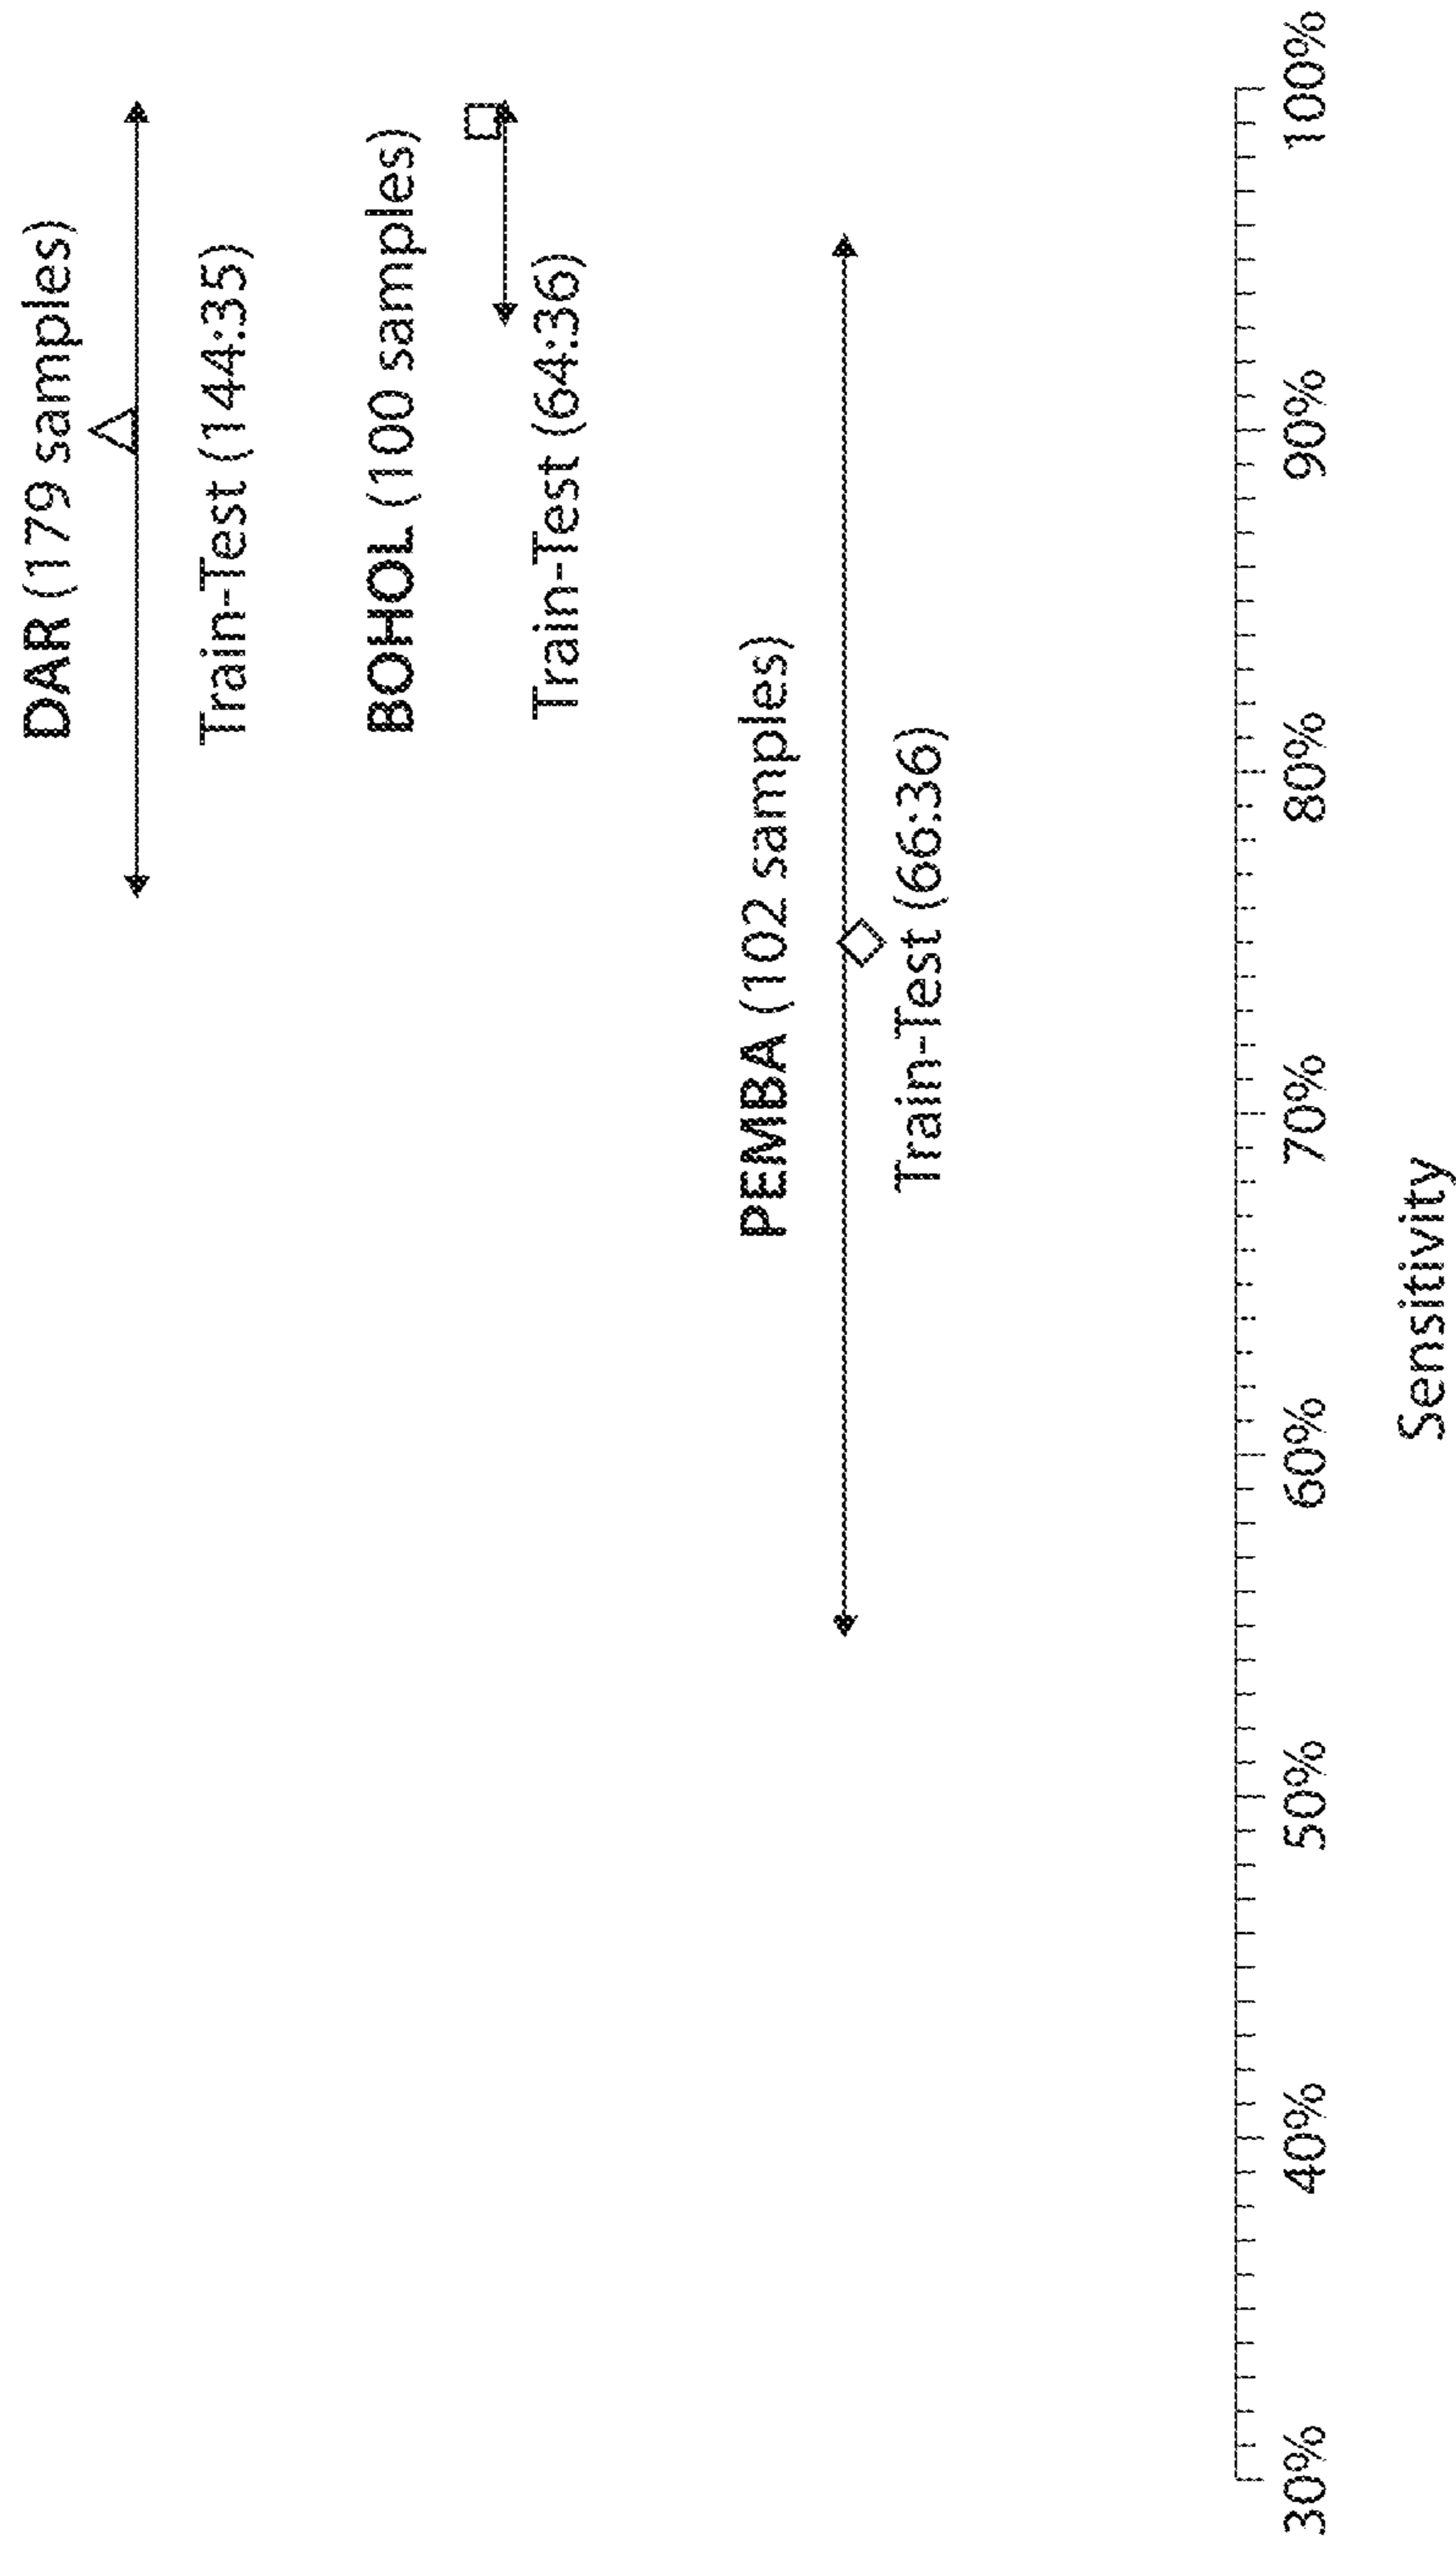 DAR (179 samples)
Train-Test (144:35)
BOHOL (100 samples)
Train-Test (64:36)
PEMBA (102 samples)
Train-Test (66:36)
30% 40% 50% 60% 70% 80% 90% 100%
Sensitivity